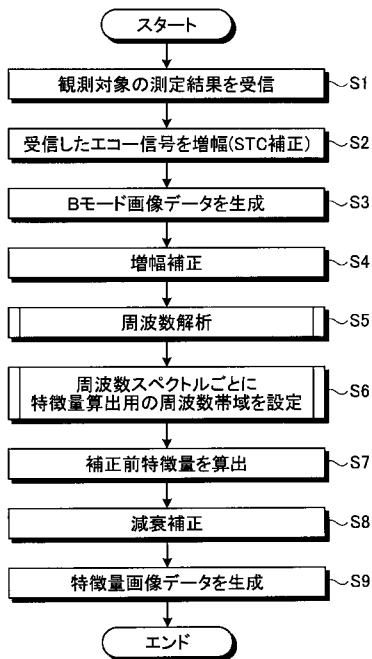 スタート
観測対象の測定結果を受信
S1
受信したエコー信号を増幅(STC補正)
S2
Bモード画像データを生成
S3
増幅補正
S4
周波数解析
S5
周波数スペクトルごとに
特徴量算出用の周波数帯域を設定
S6
補正前特徴量を算出
S7
減衰補正
S8
特徴量画像データを生成
S9
エンド